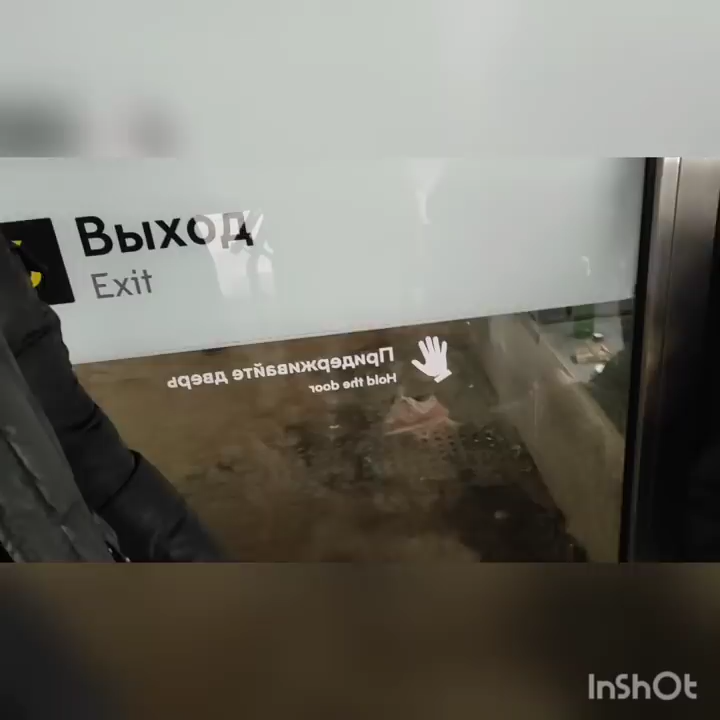 Выход
Exit
Придерживайте дверь
Hold the door
InShOt